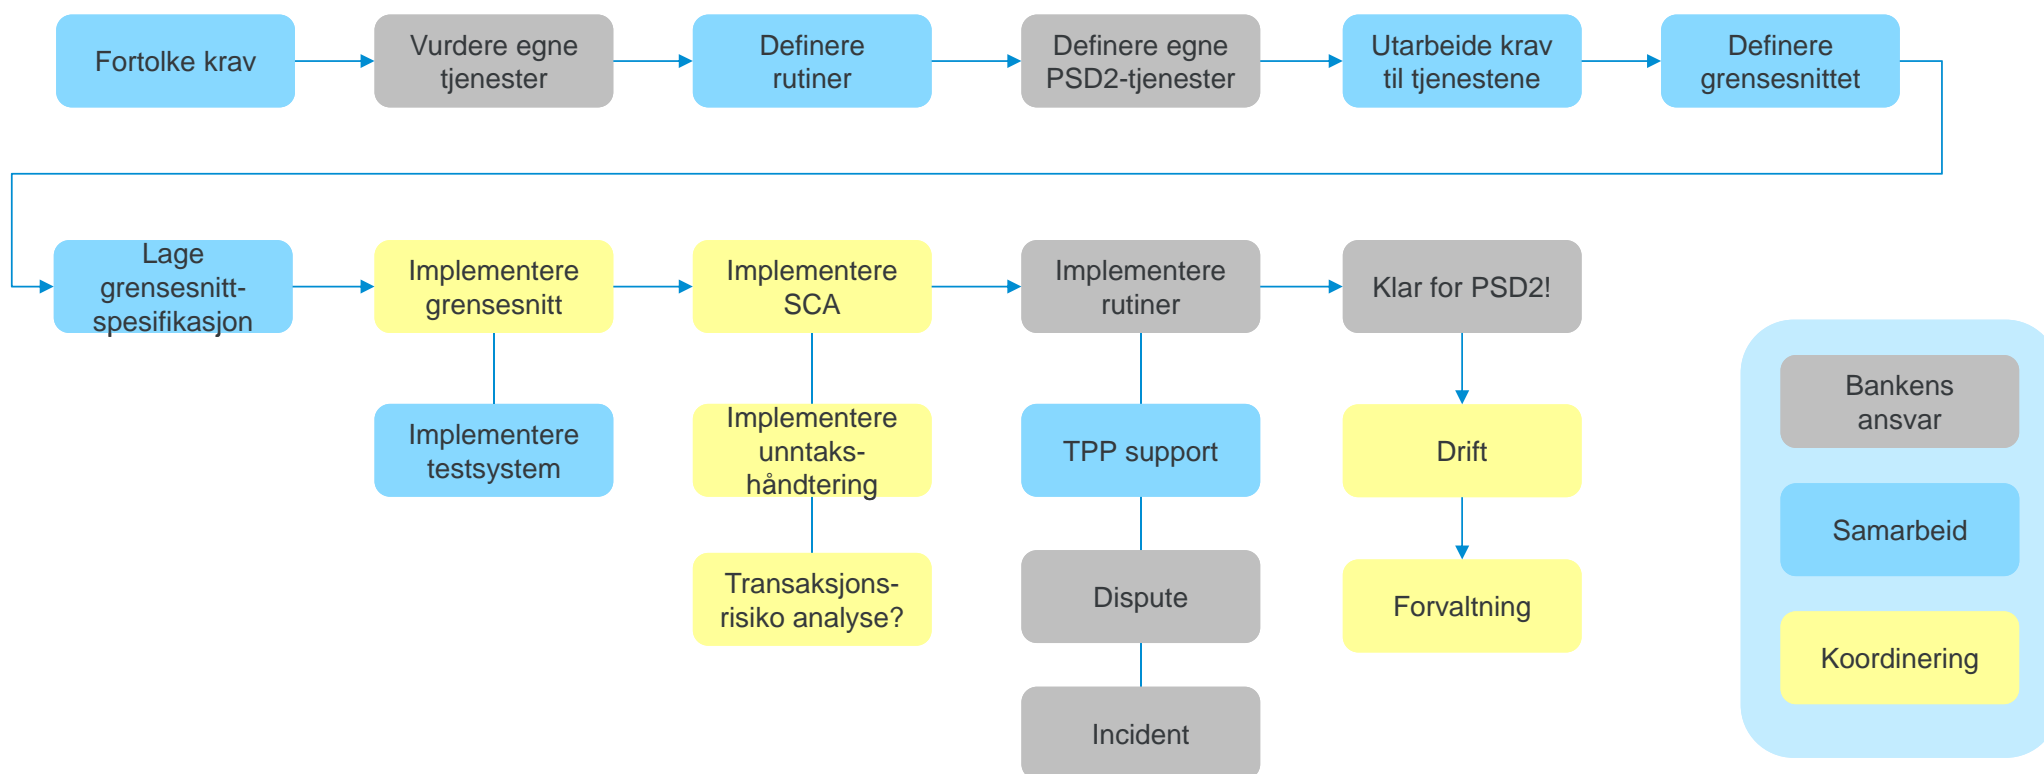 Fortolke krav
Vurdere egne
tjenester
Definere
rutiner
Definere egne
PSD2-tjenester
Utarbeide krav
til tjenestene
Definere
grensesnittet
Lage
grensesnitt-
spesifikasjon
Implementere
grensesnitt
Implementere
SCA
Implementere
rutiner
Klar for PSD2!
Implementere
testsystem
Implementere
unntaks-
håndtering
TPP support
Drift
Transaksjons-
risiko analyse?
Dispute
Forvaltning
Incident
Bankens
ansvar
Samarbeid
Koordinering